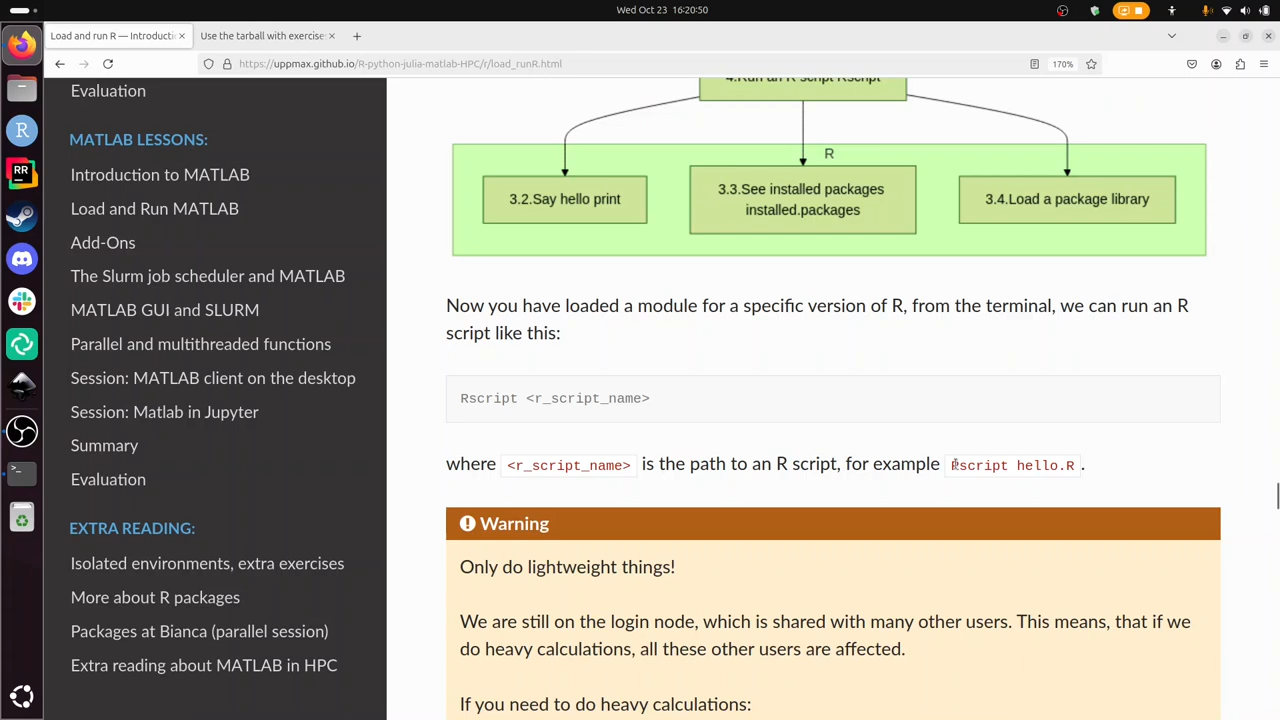 Wed Oct 23 16:20:50
Load and run R — Introducti
Use the tarball with exercise
https://uppmax.github.io/R-python-julia-matlab-HPC/r/load_runR.html
170%
Evaluation
MATLAB LESSONS:
Introduction to MATLAB
Load and Run MATLAB
Add-Ons
The Slurm job scheduler and MATLAB
MATLAB GUI and SLURM
Parallel and multithreaded functions
Session: MATLAB client on the desktop
Session: Matlab in Jupyter
Summary
Evaluation
EXTRA READING:
Isolated environments, extra exercises
More about R packages
Packages at Bianca (parallel session)
Extra reading about MATLAB in HPC
4.Run an R script Rscript
R
3.2.Say hello print
3.3.See installed packages
installed.packages
3.4.Load a package library
Now you have loaded a module for a specific version of R, from the terminal, we can run an R
script like this:
Rscript <r_script_name>
where <r_script_name> is the path to an R script, for example Rscript hello.R .
Warning
Only do lightweight things!
We are still on the login node, which is shared with many other users. This means, that if we
do heavy calculations, all these other users are affected.
If you need to do heavy calculations:
R
RR